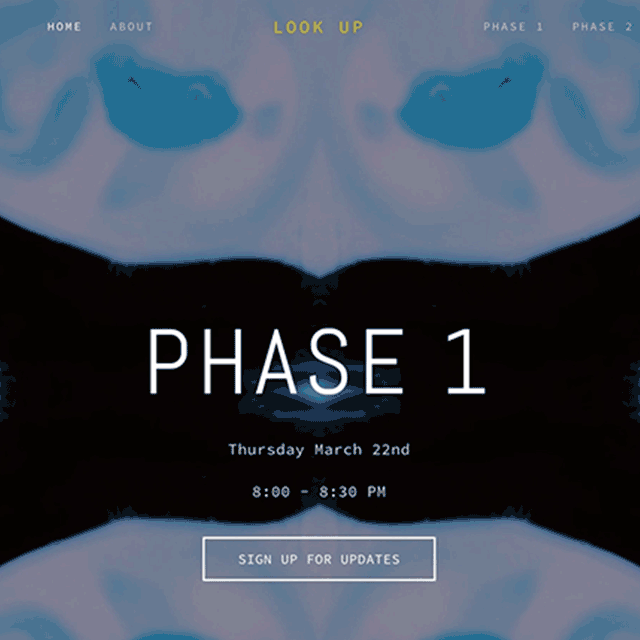 HOME ABOUT LOOK UP PHASE 1 PHASE 2
PHASE 1
Thursday March 22nd
8:00 - 8:30 PM
SIGN UP FOR UPDATES